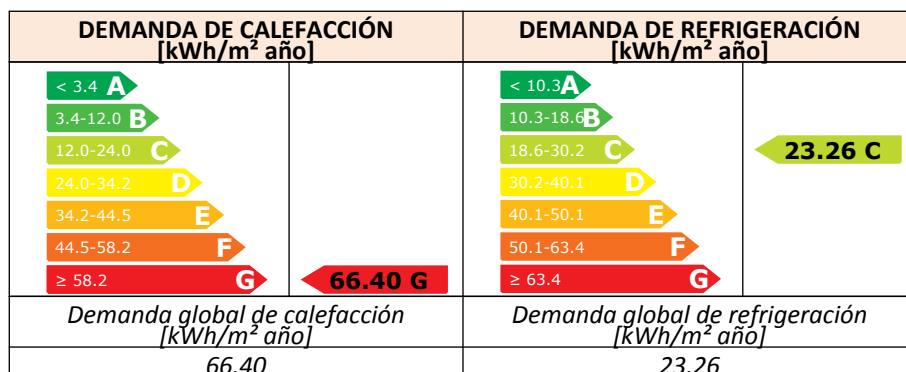 DEMANDA DE CALEFACCIÓN
[kWh/m² año]
DEMANDA DE REFRIGERACIÓN
[kWh/m² año]
< 3.4 A
3.4-12.0 B
12.0-24.0 C
24.0-34.2 D
34.2-44.5 E
44.5-58.2 F
≥ 58.2 G
66.40 G
< 10.3 A
10.3-18.6 B
18.6-30.2 C
30.2-40.1 D
40.1-50.1 E
50.1-63.4 F
≥ 63.4 G
23.26 C
Demanda global de calefacción
[kWh/m² año]
Demanda global de refrigeración
[kWh/m² año]
66.40
23.26